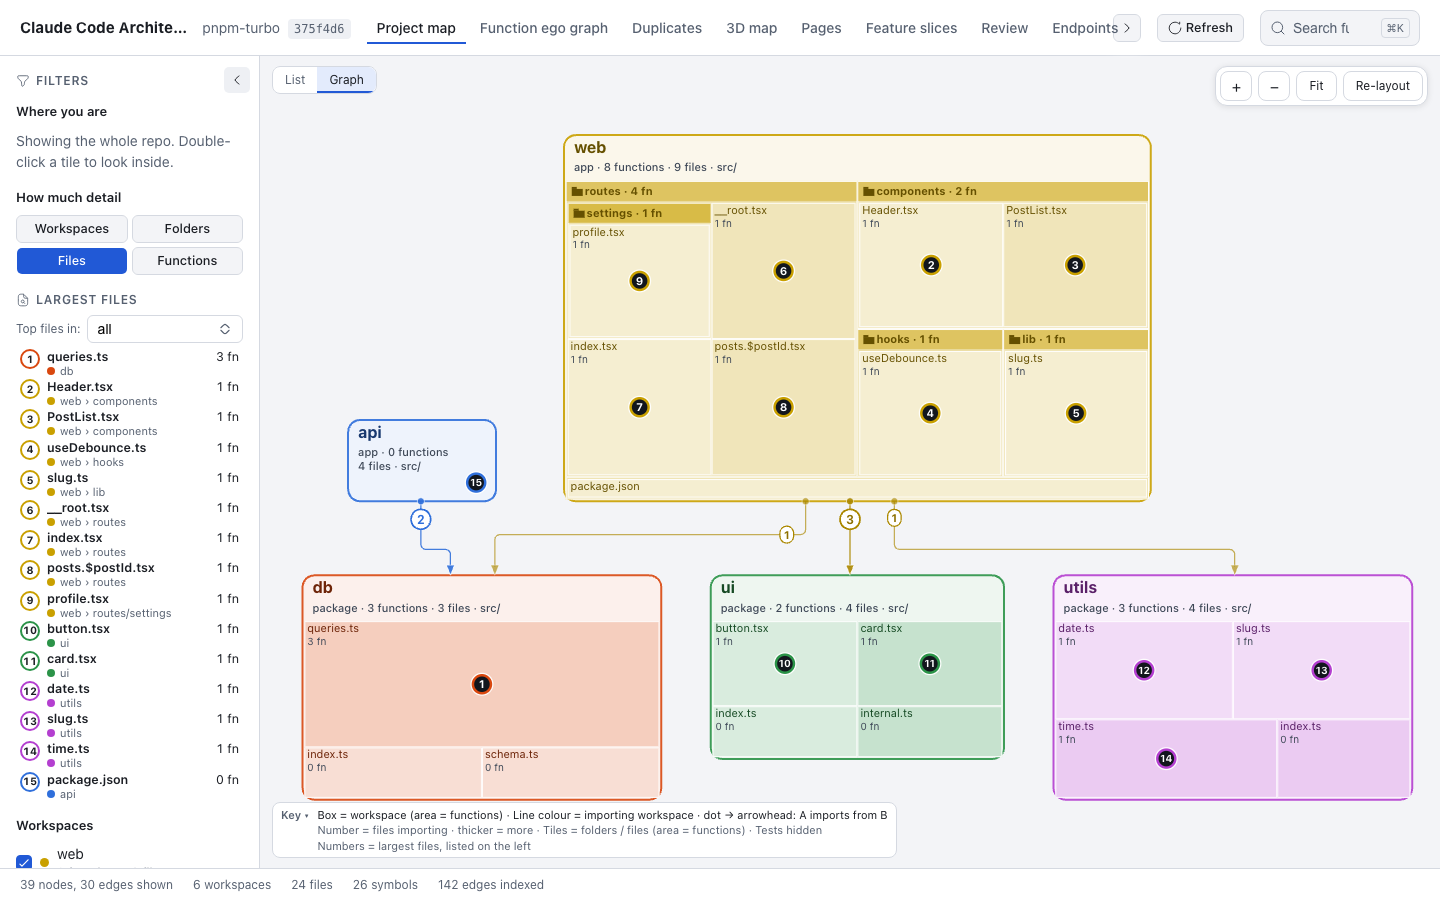 Claude Code Archite... pnpm-turbo 375f4d6 Project map Function ego graph Duplicates 3D map Pages Feature slices Review Endpoints Refresh Search ⌘K
FILTERS
Where you are
Showing the whole repo. Double-
click a tile to look inside.
How much detail
Workspaces Folders
Files Functions
LARGEST FILES
Top files in: all
1 queries.ts 3 fn
db
2 Header.tsx 1 fn
web › components
3 PostList.tsx 1 fn
web › components
4 useDebounce.ts 1 fn
web › hooks
5 slug.ts 1 fn
web › lib
6 __root.tsx 1 fn
web › routes
7 index.tsx 1 fn
web › routes
8 posts.$postId.tsx 1 fn
web › routes
9 profile.tsx 1 fn
web › routes/settings
10 button.tsx 1 fn
ui
11 card.tsx 1 fn
ui
12 date.ts 1 fn
utils
13 slug.ts 1 fn
utils
14 time.ts 1 fn
utils
15 package.json 0 fn
api
Workspaces
web
List Graph
+ − Fit Re-layout
web
app · 8 functions · 9 files · src/
routes · 4 fn components · 2 fn
settings · 1 fn
profile.tsx
1 fn
9
__root.tsx
1 fn
6
Header.tsx
1 fn
2
PostList.tsx
1 fn
3
index.tsx
1 fn
7
posts.$postId.tsx
1 fn
8
hooks · 1 fn
useDebounce.ts
1 fn
4
lib · 1 fn
slug.ts
1 fn
5
package.json
api
app · 0 functions
4 files · src/
15
2
1
3
1
db
package · 3 functions · 3 files · src/
queries.ts
3 fn
1
index.ts
0 fn
schema.ts
0 fn
ui
package · 2 functions · 4 files · src/
button.tsx
1 fn
10
card.tsx
1 fn
11
index.ts
0 fn
internal.ts
0 fn
utils
package · 3 functions · 4 files · src/
date.ts
1 fn
12
slug.ts
1 fn
13
time.ts
1 fn
14
index.ts
0 fn
Key ▾ Box = workspace (area = functions) · Line colour = importing workspace · dot → arrowhead: A imports from B
Number = files importing · thicker = more · Tiles = folders / files (area = functions) · Tests hidden
Numbers = largest files, listed on the left
39 nodes, 30 edges shown 6 workspaces 24 files 26 symbols 142 edges indexed